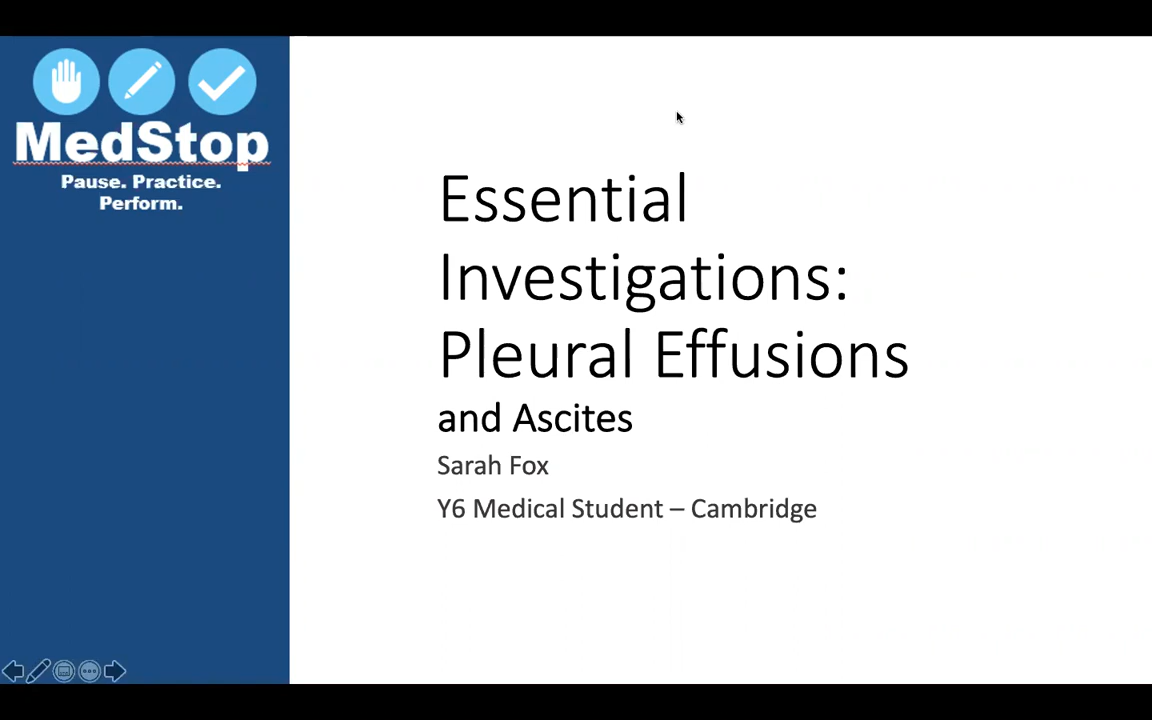 MedStop
Pause. Practice.
Perform.
Essential
Investigations:
Pleural Effusions
and Ascites
Sarah Fox
Y6 Medical Student – Cambridge